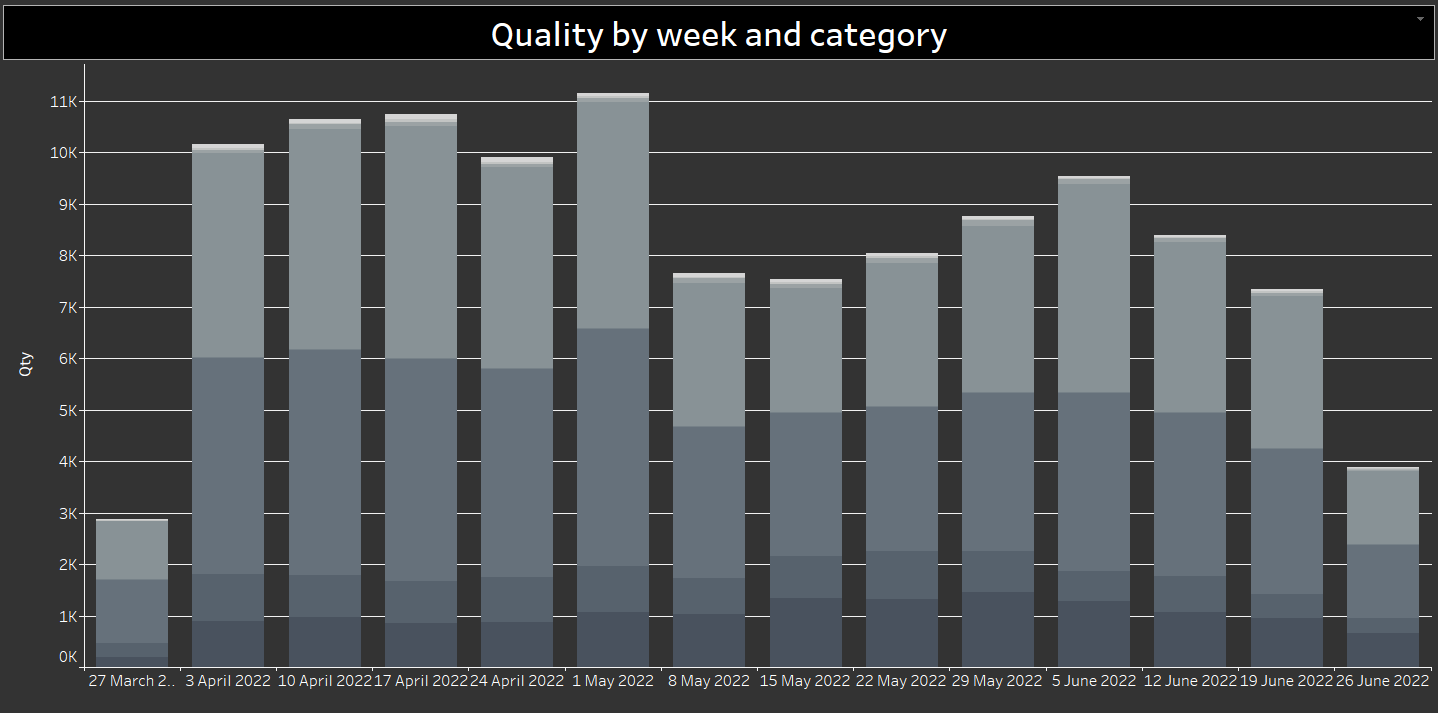 Quality by week and category
11K
10K
9K
8K
7K
6K
5K
4K
3K
2K
1K
0K
Qty
27 March 2..
3 April 2022
10 April 2022
17 April 2022
24 April 2022
1 May 2022
8 May 2022
15 May 2022
22 May 2022
29 May 2022
5 June 2022
12 June 2022
19 June 2022
26 June 2022